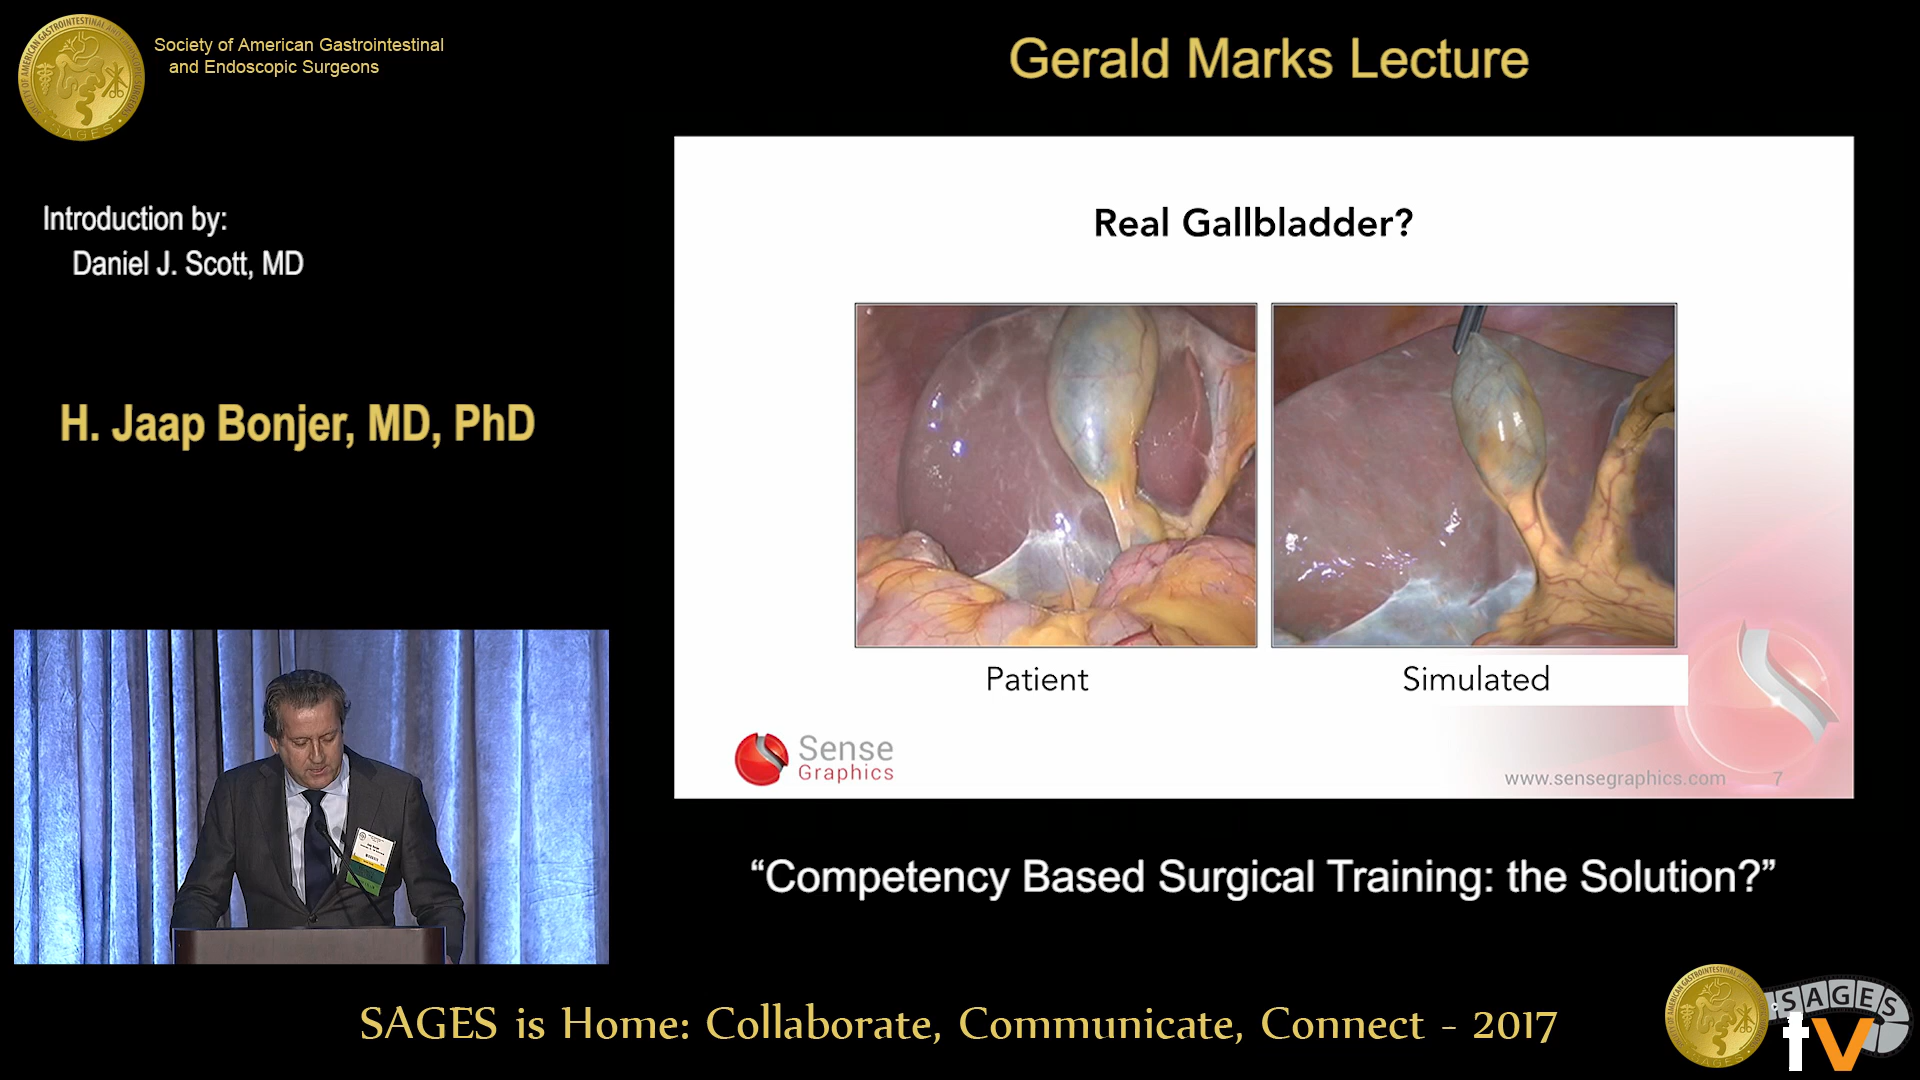 Society of American Gastrointestinal
and Endoscopic Surgeons
Gerald Marks Lecture
Introduction by:
Daniel J. Scott, MD
H. Jaap Bonjer, MD, PhD
Real Gallbladder?
Patient
Simulated
Sense
Graphics
www.sensegraphics.com
7
“Competency Based Surgical Training: the Solution?”
SAGES is Home: Collaborate, Communicate, Connect - 2017
SAGES
tv
SAGES